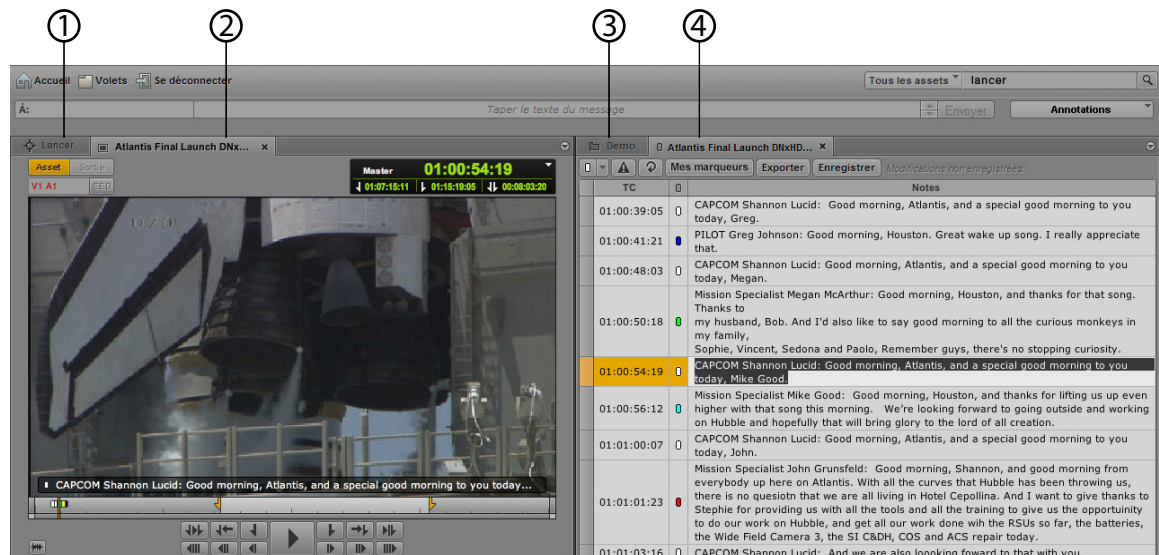 1 2 3 4
Accueil Volets Se déconnecter Tous les assets lancer
À: Taper le texte du message Envoyer Annotations
Lancer Atlantis Final Launch DNx... × Demo Atlantis Final Launch DNxHD... ×
Asset Sortie
V1 A1 EED
Master 01:00:54:19
01:07:15:11 01:15:19:05 00:08:03:20
CAPCOM Shannon Lucid: Good morning, Atlantis, and a special good morning to you today...
Mes marqueurs Exporter Enregistrer Modifications non enregistrées
TC Notes
01:00:39:05 CAPCOM Shannon Lucid: Good morning, Atlantis, and a special good morning to you
today, Greg.
01:00:41:21 PILOT Greg Johnson: Good morning, Houston. Great wake up song. I really appreciate
that.
01:00:48:03 CAPCOM Shannon Lucid: Good morning, Atlantis, and a special good morning to you
today, Megan.
01:00:50:18 Mission Specialist Megan McArthur: Good morning, Houston, and thanks for that song.
Thanks to
my husband, Bob. And I'd also like to say good morning to all the curious monkeys in
my family,
Sophie, Vincent, Sedona and Paolo, Remember guys, there's no stopping curiosity.
01:00:54:19 CAPCOM Shannon Lucid: Good morning, Atlantis, and a special good morning to you
today, Mike Good.
01:00:56:12 Mission Specialist Mike Good: Good morning, Houston, and thanks for lifting us up even
higher with that song this morning. We're looking forward to going outside and working
on Hubble and hopefully that will bring glory to the lord of all creation.
01:01:00:07 CAPCOM Shannon Lucid: Good morning, Atlantis, and a special good morning to you
today, John.
01:01:01:23 Mission Specialist John Grunsfeld: Good morning, Shannon, and good morning from
everybody up here on Atlantis. With all the curves that Hubble has been throwing us,
there is no quesiotn that we are all living in Hotel Cepollina. And I want to give thanks to
Stephie for providing us with all the tools and all the training to give us the opportuinity
to do our work on Hubble, and get all our work done wih the RSUs so far, the batteries,
the Wide Field Camera 3, the SI C&DH, COS and ACS repair today.
01:01:03:16 CAPCOM Shannon Lucid: And we are also loooking foward to that with you